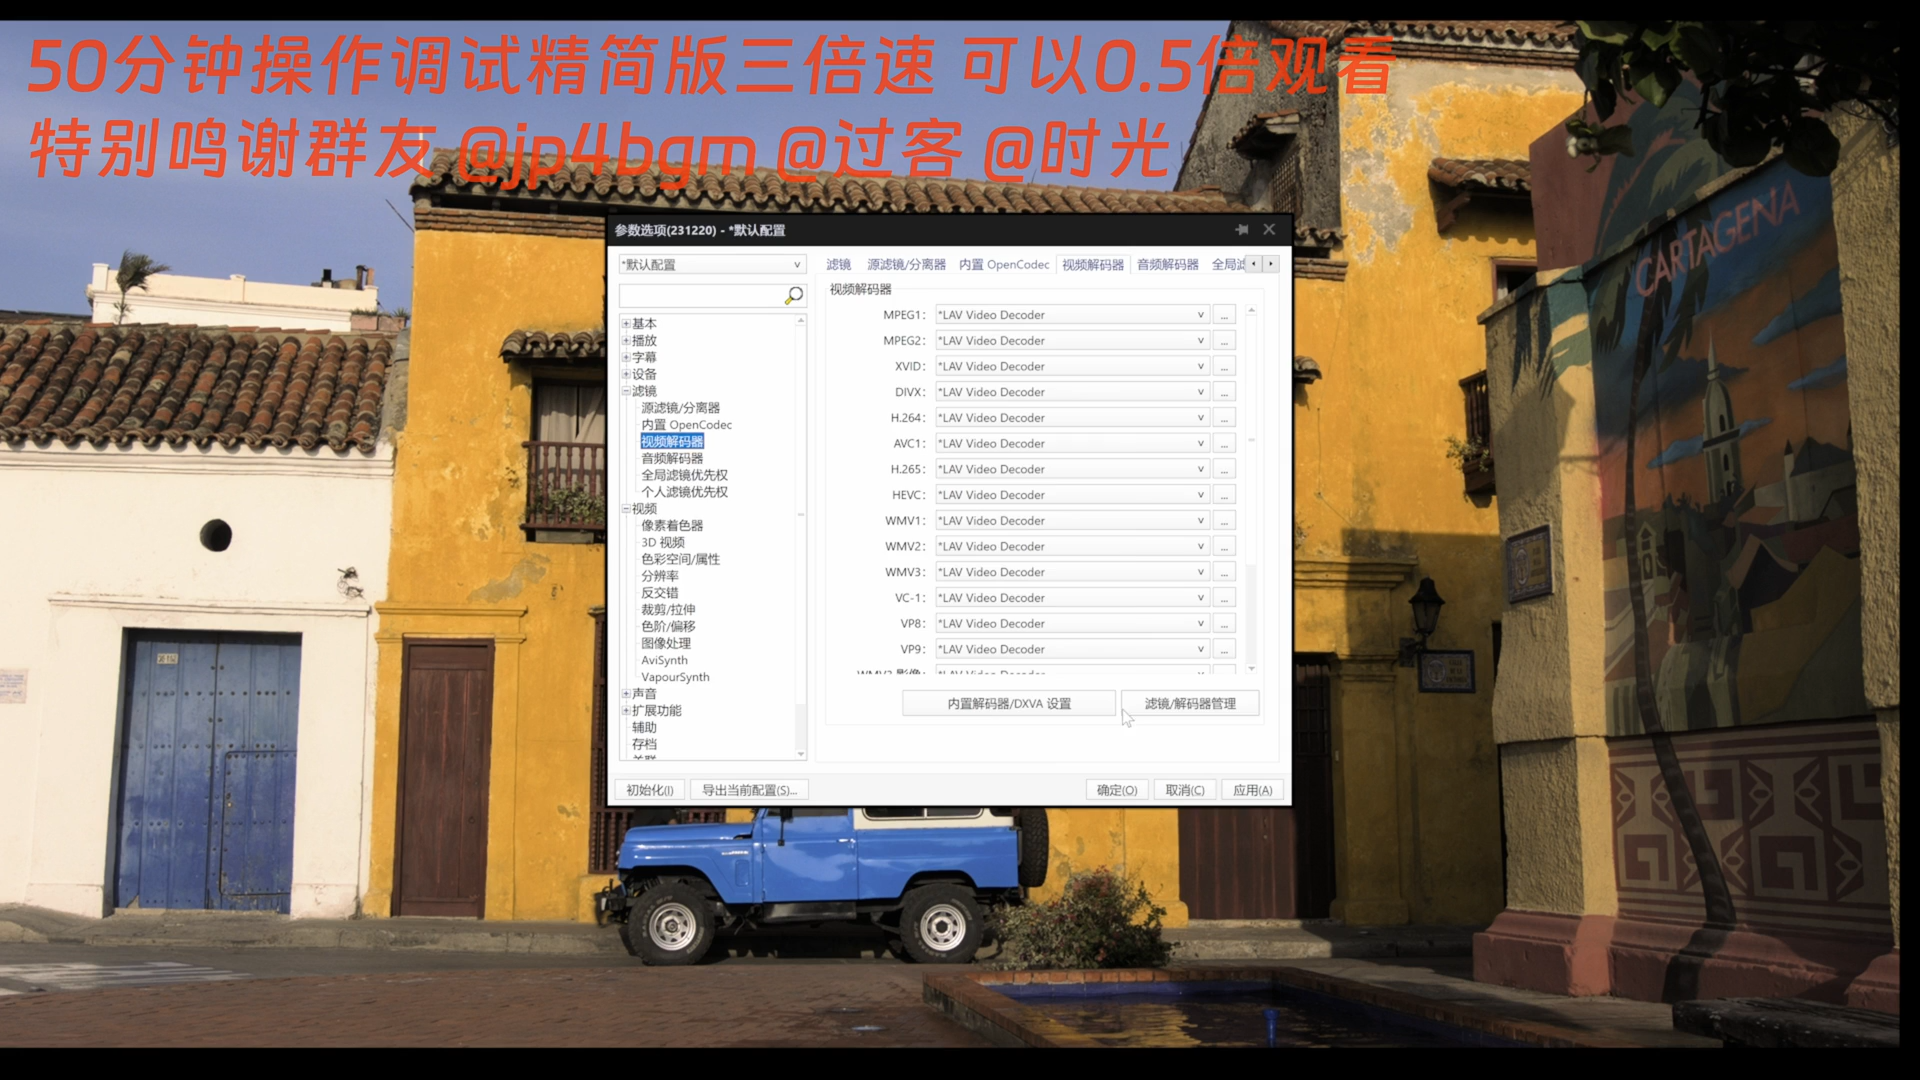 50分钟操作调试精简版三倍速 可以0.5倍观看
特别鸣谢群友 @jp4bgm @过客 @时光
CARTAGENA
参数选项(231220) - *默认配置
*默认配置
滤镜 源滤镜/分离器 内置 OpenCodec 视频解码器 音频解码器 全局滤
视频解码器
基本
播放
字幕
设备
滤镜
源滤镜/分离器
内置 OpenCodec
视频解码器
音频解码器
全局滤镜优先权
个人滤镜优先权
视频
像素着色器
3D 视频
色彩空间/属性
分辨率
反交错
裁剪/拉伸
色阶/偏移
图像处理
AviSynth
VapourSynth
声音
扩展功能
辅助
存档
MPEG1: *LAV Video Decoder ...
MPEG2: *LAV Video Decoder ...
XVID: *LAV Video Decoder ...
DIVX: *LAV Video Decoder ...
H.264: *LAV Video Decoder ...
AVC1: *LAV Video Decoder ...
H.265: *LAV Video Decoder ...
HEVC: *LAV Video Decoder ...
WMV1: *LAV Video Decoder ...
WMV2: *LAV Video Decoder ...
WMV3: *LAV Video Decoder ...
VC-1: *LAV Video Decoder ...
VP8: *LAV Video Decoder ...
VP9: *LAV Video Decoder ...
内置解码器/DXVA 设置 滤镜/解码器管理
初始化(I) 导出当前配置(S)... 确定(O) 取消(C) 应用(A)